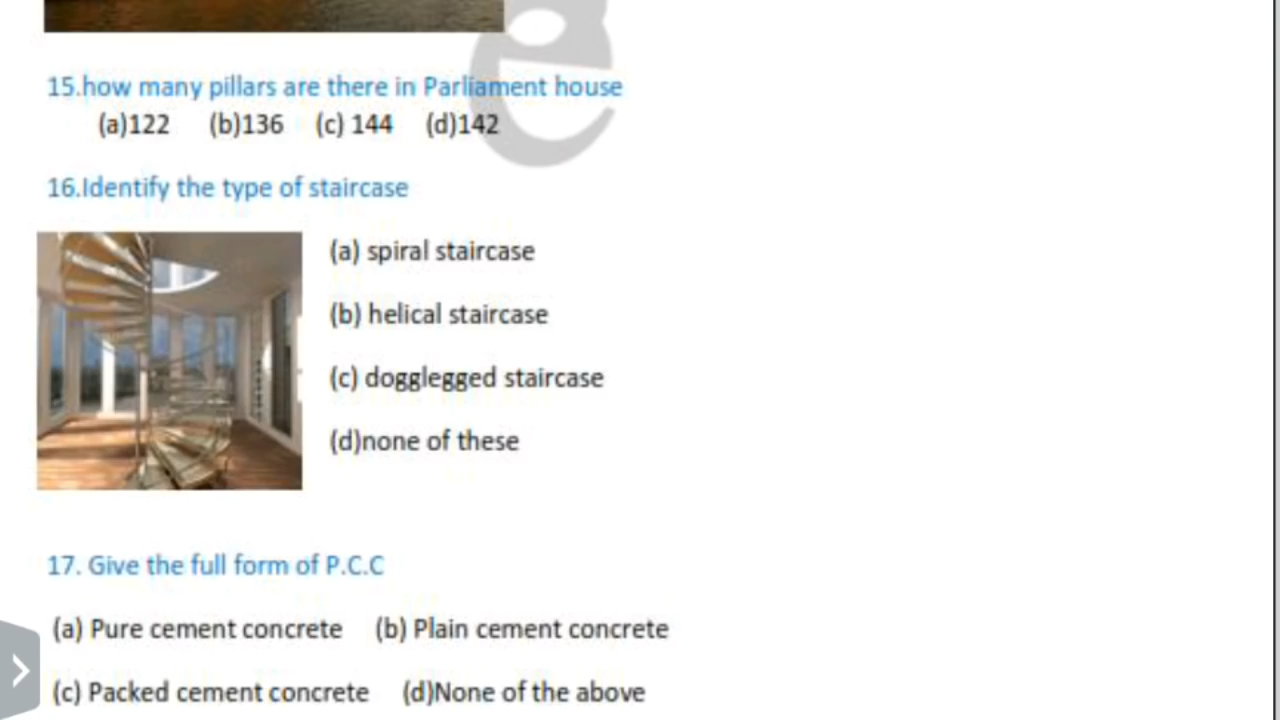 15.how many pillars are there in Parliament house
(a)122 (b)136 (c) 144 (d)142
16.Identify the type of staircase
(a) spiral staircase
(b) helical staircase
(c) dogglegged staircase
(d)none of these
17. Give the full form of P.C.C
(a) Pure cement concrete (b) Plain cement concrete
(c) Packed cement concrete (d)None of the above